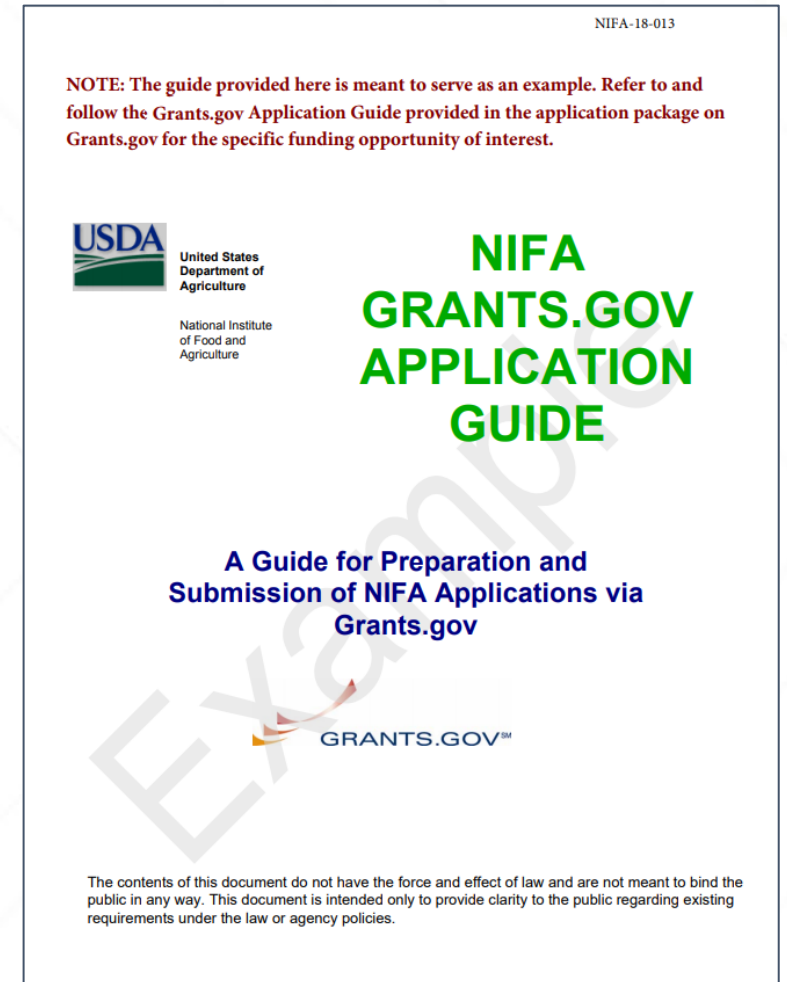 NIFA-18-013
NOTE: The guide provided here is meant to serve as an example. Refer to and
follow the Grants.gov Application Guide provided in the application package on
Grants.gov for the specific funding opportunity of interest.
USDA
United States
Department of
Agriculture
National Institute
of Food and
Agriculture
NIFA
GRANTS.GOV
APPLICATION
GUIDE
Example
A Guide for Preparation and
Submission of NIFA Applications via
Grants.gov
GRANTS.GOV℠
The contents of this document do not have the force and effect of law and are not meant to bind the
public in any way. This document is intended only to provide clarity to the public regarding existing
requirements under the law or agency policies.